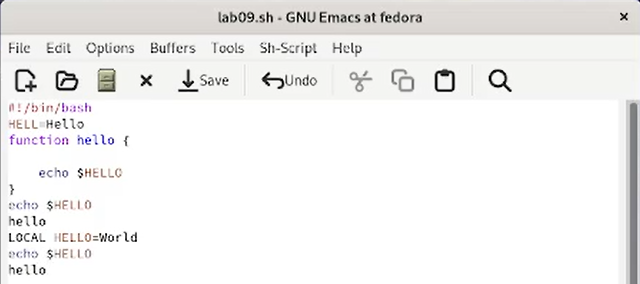 lab09.sh - GNU Emacs at fedora
File Edit Options Buffers Tools Sh-Script Help
Save Undo
#!/bin/bash
HELL=Hello
function hello {
echo $HELLO
}
echo $HELLO
hello
LOCAL HELLO=World
echo $HELLO
hello